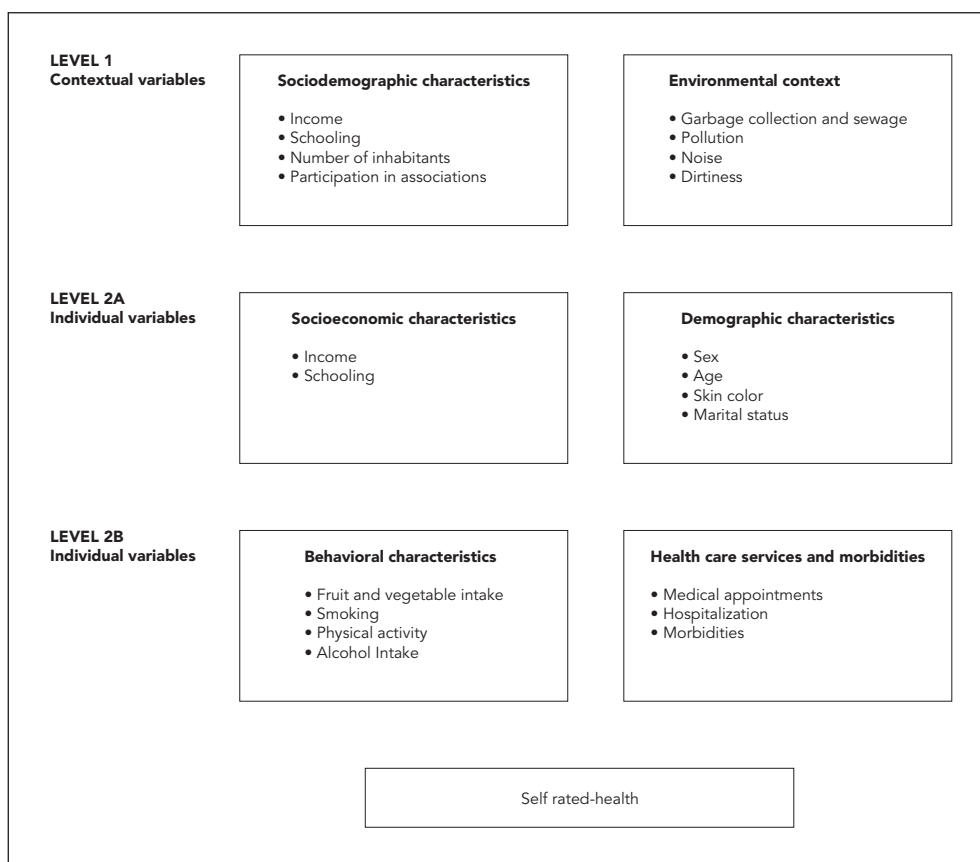 LEVEL 1
Contextual variables
Sociodemographic characteristics
• Income
• Schooling
• Number of inhabitants
• Participation in associations
Environmental context
• Garbage collection and sewage
• Pollution
• Noise
• Dirtiness
LEVEL 2A
Individual variables
Socioeconomic characteristics
• Income
• Schooling
Demographic characteristics
• Sex
• Age
• Skin color
• Marital status
LEVEL 2B
Individual variables
Behavioral characteristics
• Fruit and vegetable intake
• Smoking
• Physical activity
• Alcohol Intake
Health care services and morbidities
• Medical appointments
• Hospitalization
• Morbidities
Self rated-health